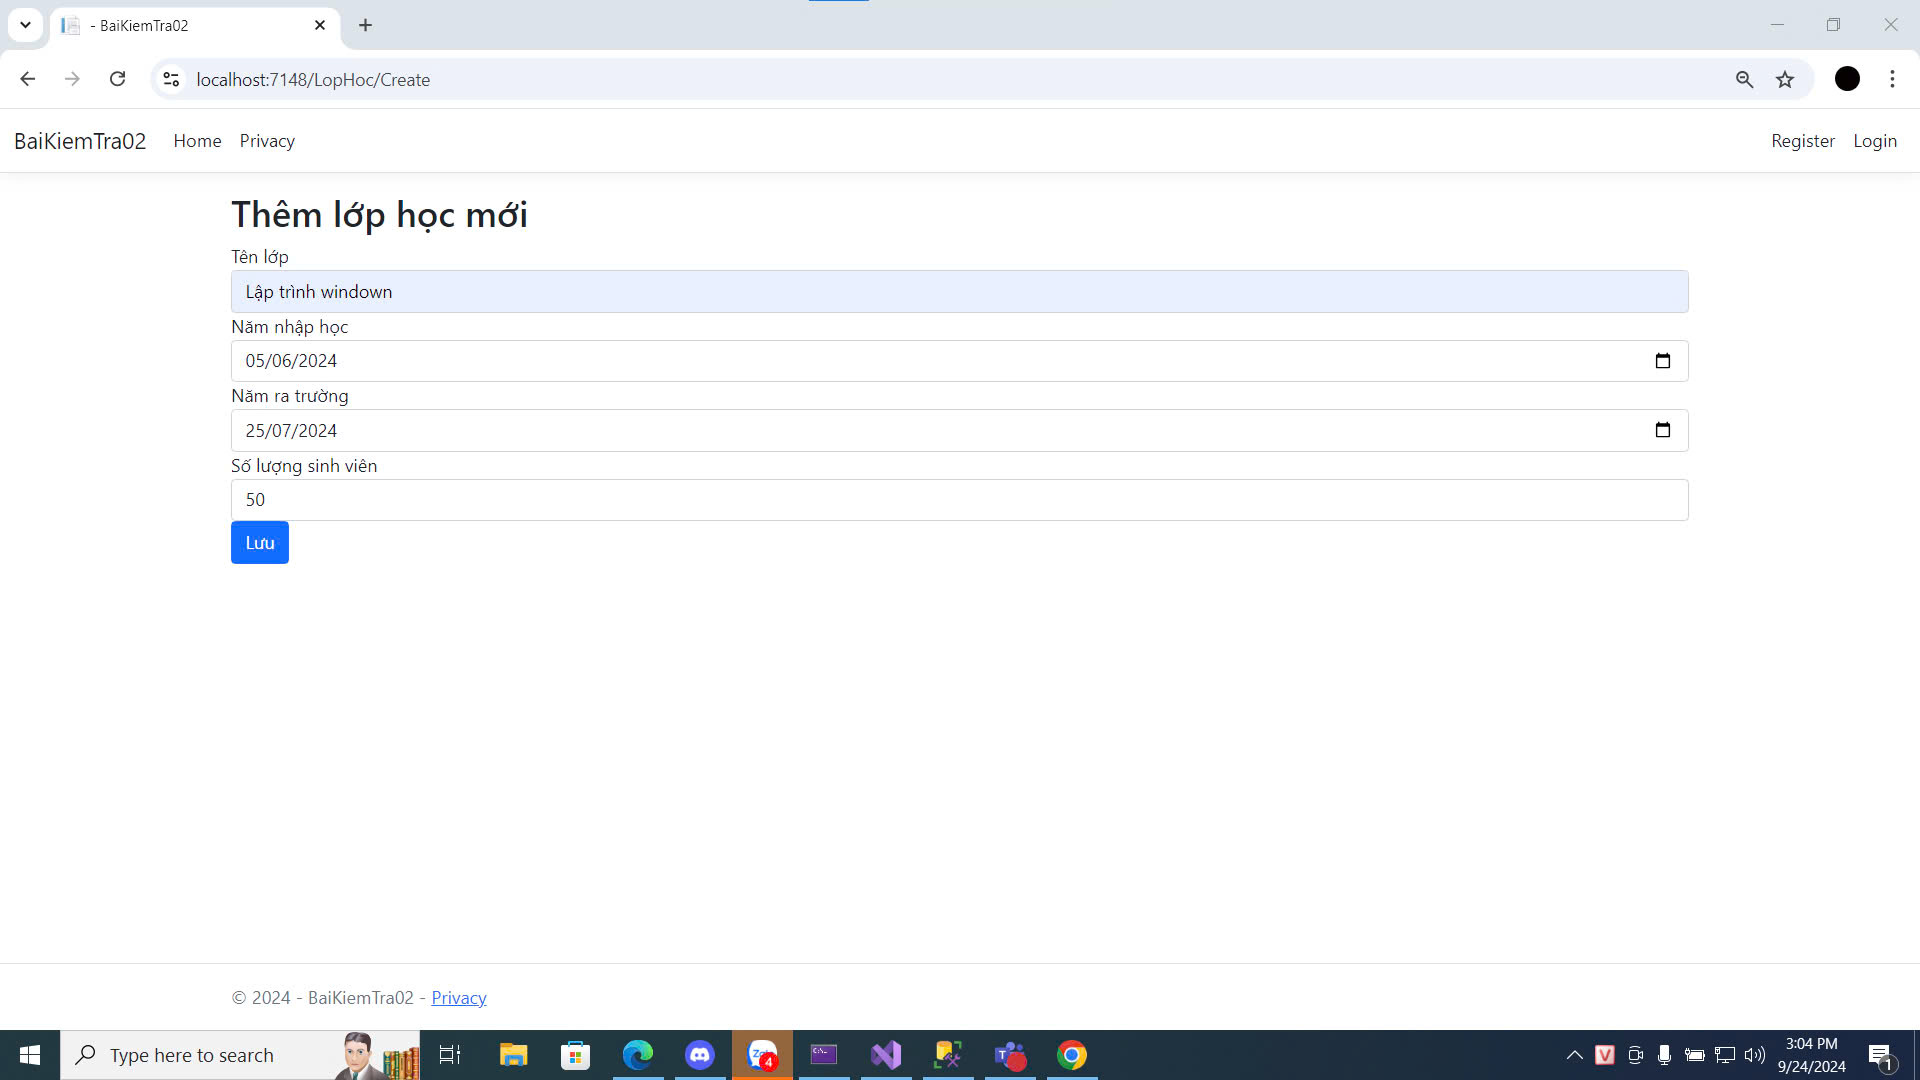 - BaiKiemTra02
localhost:7148/LopHoc/Create
BaiKiemTra02 Home Privacy Register Login
Thêm lớp học mới
Tên lớp
Lập trình windown
Năm nhập học
05/06/2024
Năm ra trường
25/07/2024
Số lượng sinh viên
50
Lưu
© 2024 - BaiKiemTra02 - Privacy
Type here to search
4
3:04 PM
9/24/2024
1